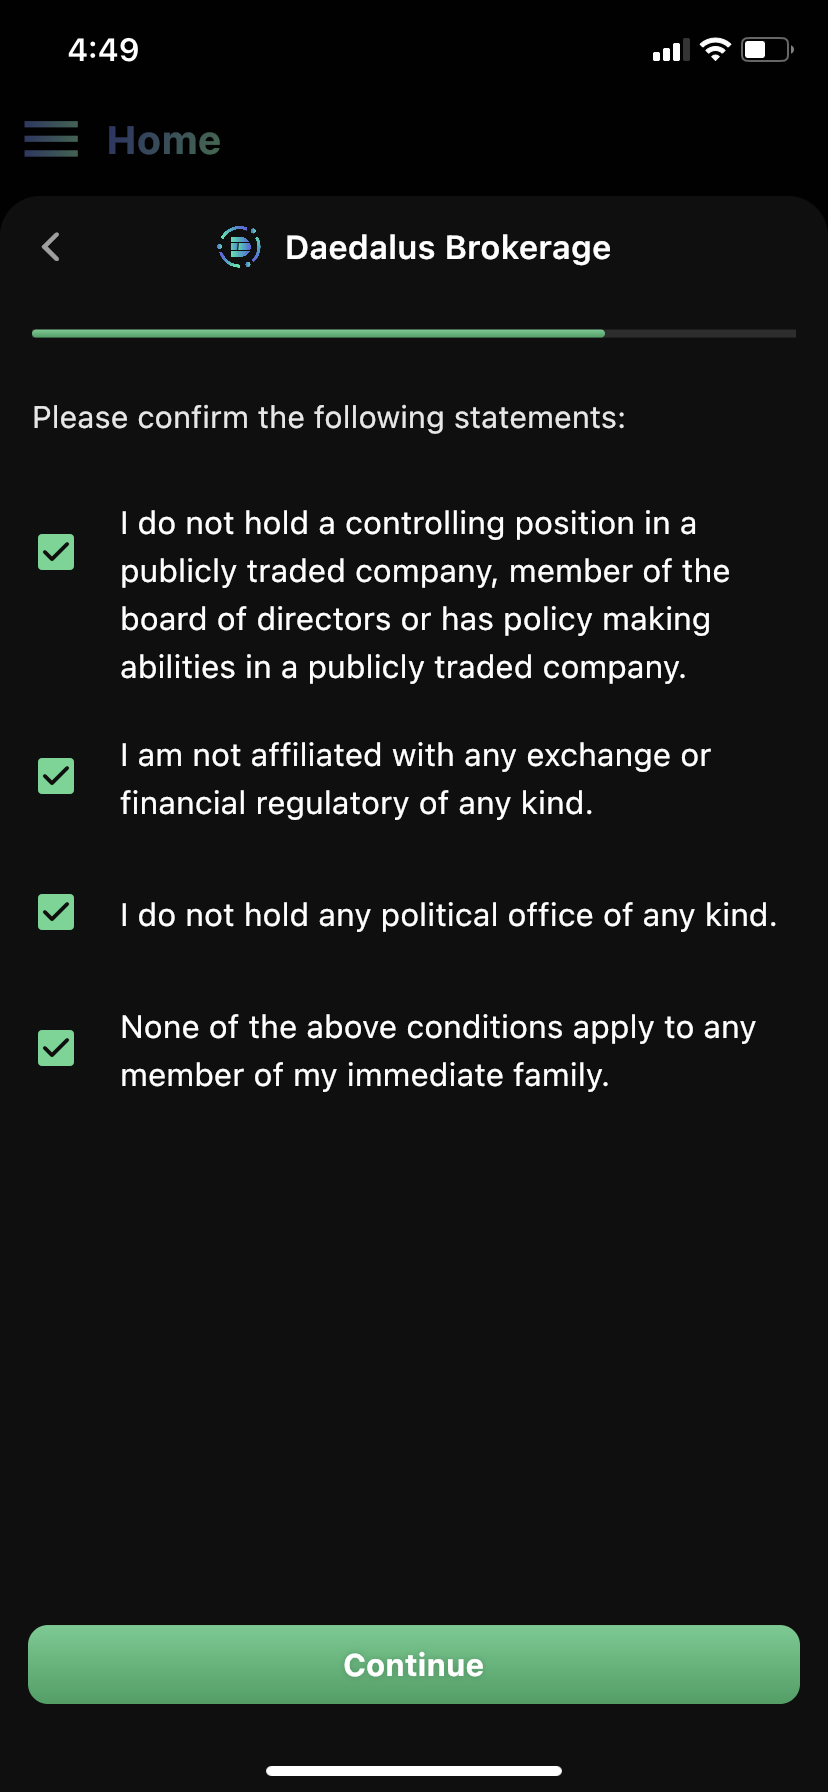 4:49
Home
Daedalus Brokerage
Please confirm the following statements:
I do not hold a controlling position in a
publicly traded company, member of the
board of directors or has policy making
abilities in a publicly traded company.
I am not affiliated with any exchange or
financial regulatory of any kind.
I do not hold any political office of any kind.
None of the above conditions apply to any
member of my immediate family.
Continue